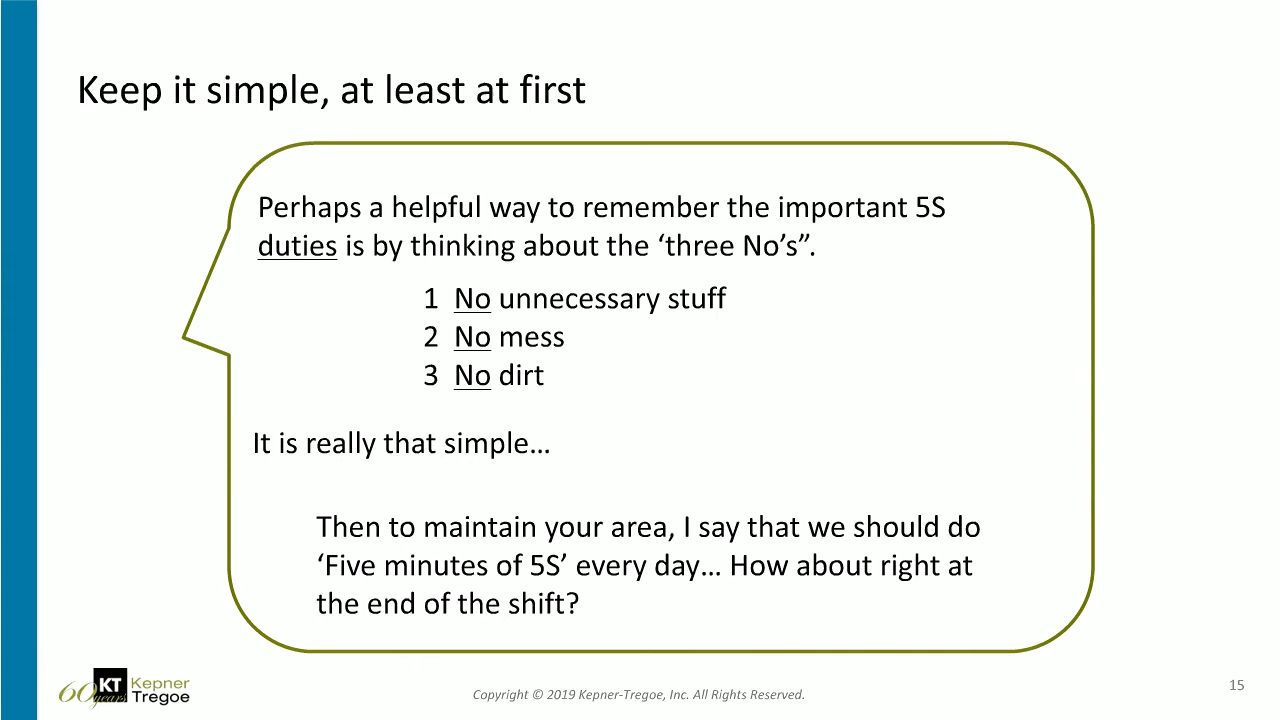 Keep it simple, at least at first
Perhaps a helpful way to remember the important 5S
duties is by thinking about the ‘three No’s”.
1 No unnecessary stuff
2 No mess
3 No dirt
It is really that simple…
Then to maintain your area, I say that we should do
‘Five minutes of 5S’ every day… How about right at
the end of the shift?
60 years
KT
Kepner
Tregoe
Copyright © 2019 Kepner-Tregoe, Inc. All Rights Reserved.
15